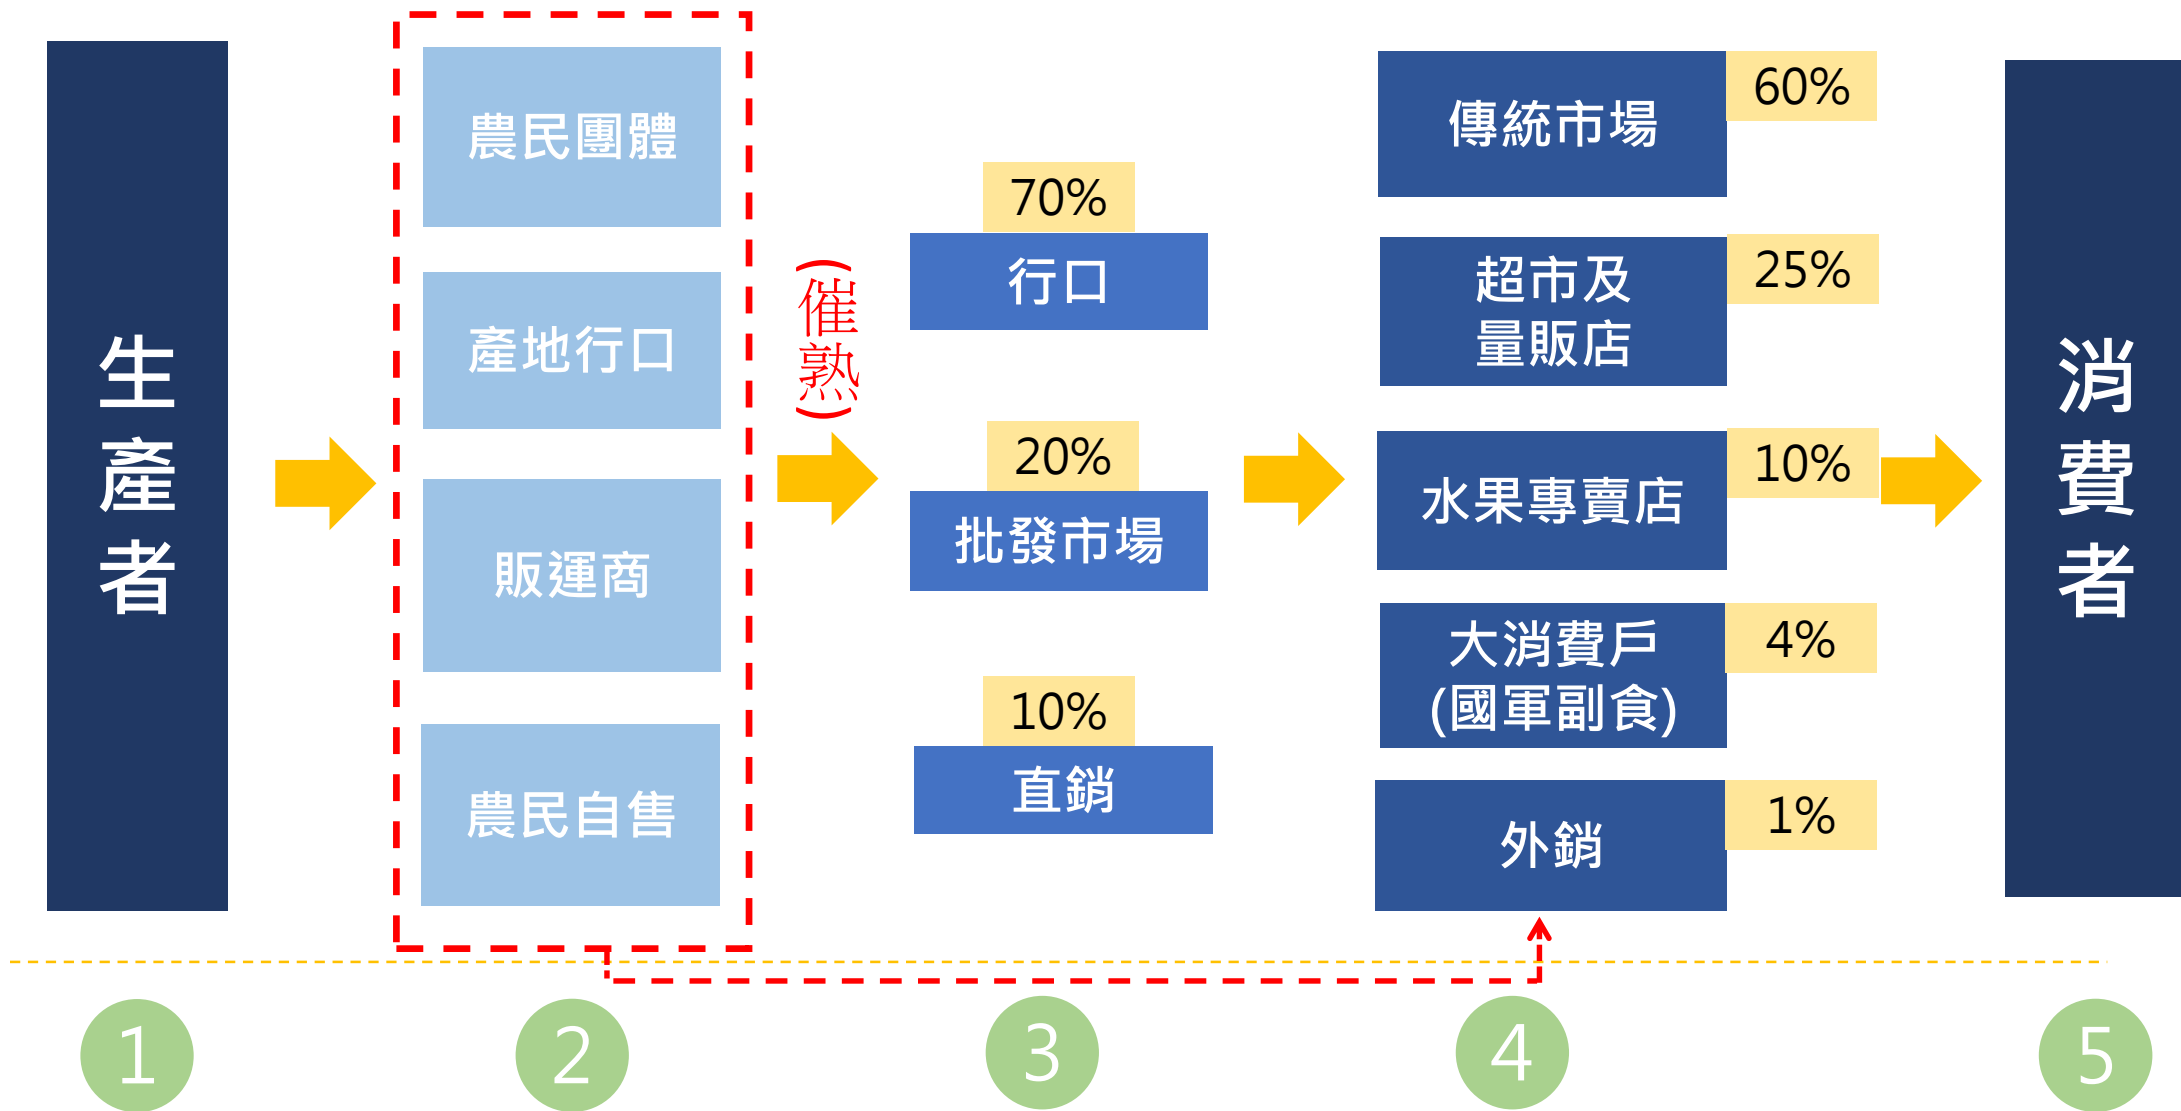 生產者
農民團體
產地行口
販運商
農民自售
(催熟)
70%
行口
20%
批發市場
10%
直銷
傳統市場
60%
超市及
量販店
25%
水果專賣店
10%
大消費戶
(國軍副食)
4%
外銷
1%
消費者
1
2
3
4
5